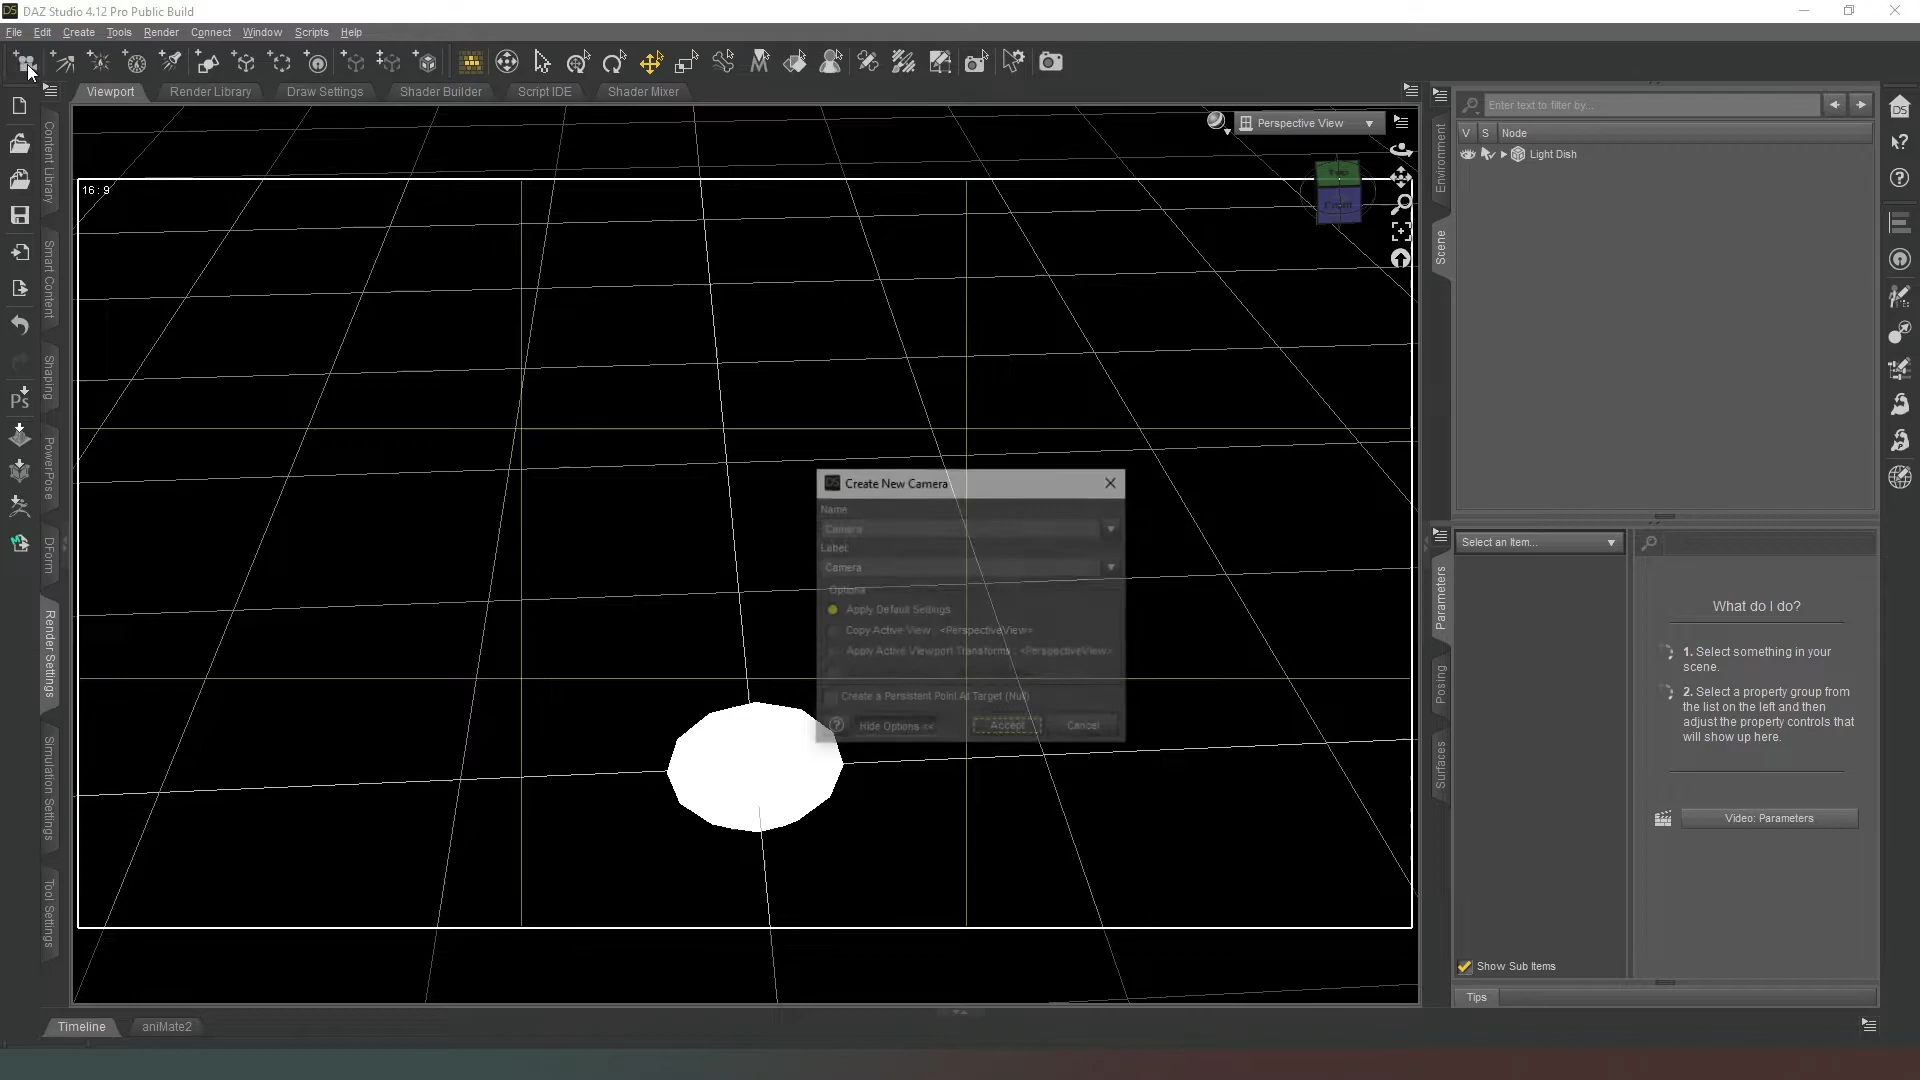 DAZ Studio 4.12 Pro Public Build
File Edit Create Tools Render Connect Window Scripts Help
Viewport Render Library Draw Settings Shader Builder Script IDE Shader Mixer
Perspective View
Enter text to filter by...
V S Node
Light Dish
16 : 9
Top
Front
Content Library
Smart Content
Shaping
PowerPose
DForm
Render Settings
Simulation Settings
Tool Settings
Ps
Create New Camera
Name
Camera
Label:
Camera
Options
Apply Default Settings
Copy Active View : <PerspectiveView>
Apply Active Viewport Transforms : <PerspectiveView>
Create a Persistent Point At Target (Null)
Hide Options <<
Accept
Cancel
Environment
Scene
Parameters
Posing
Surfaces
Select an Item...
What do I do?
1. Select something in your
scene.
2. Select a property group from
the list on the left and then
adjust the property controls that
will show up here.
Video: Parameters
Show Sub Items
Tips
Timeline aniMate2